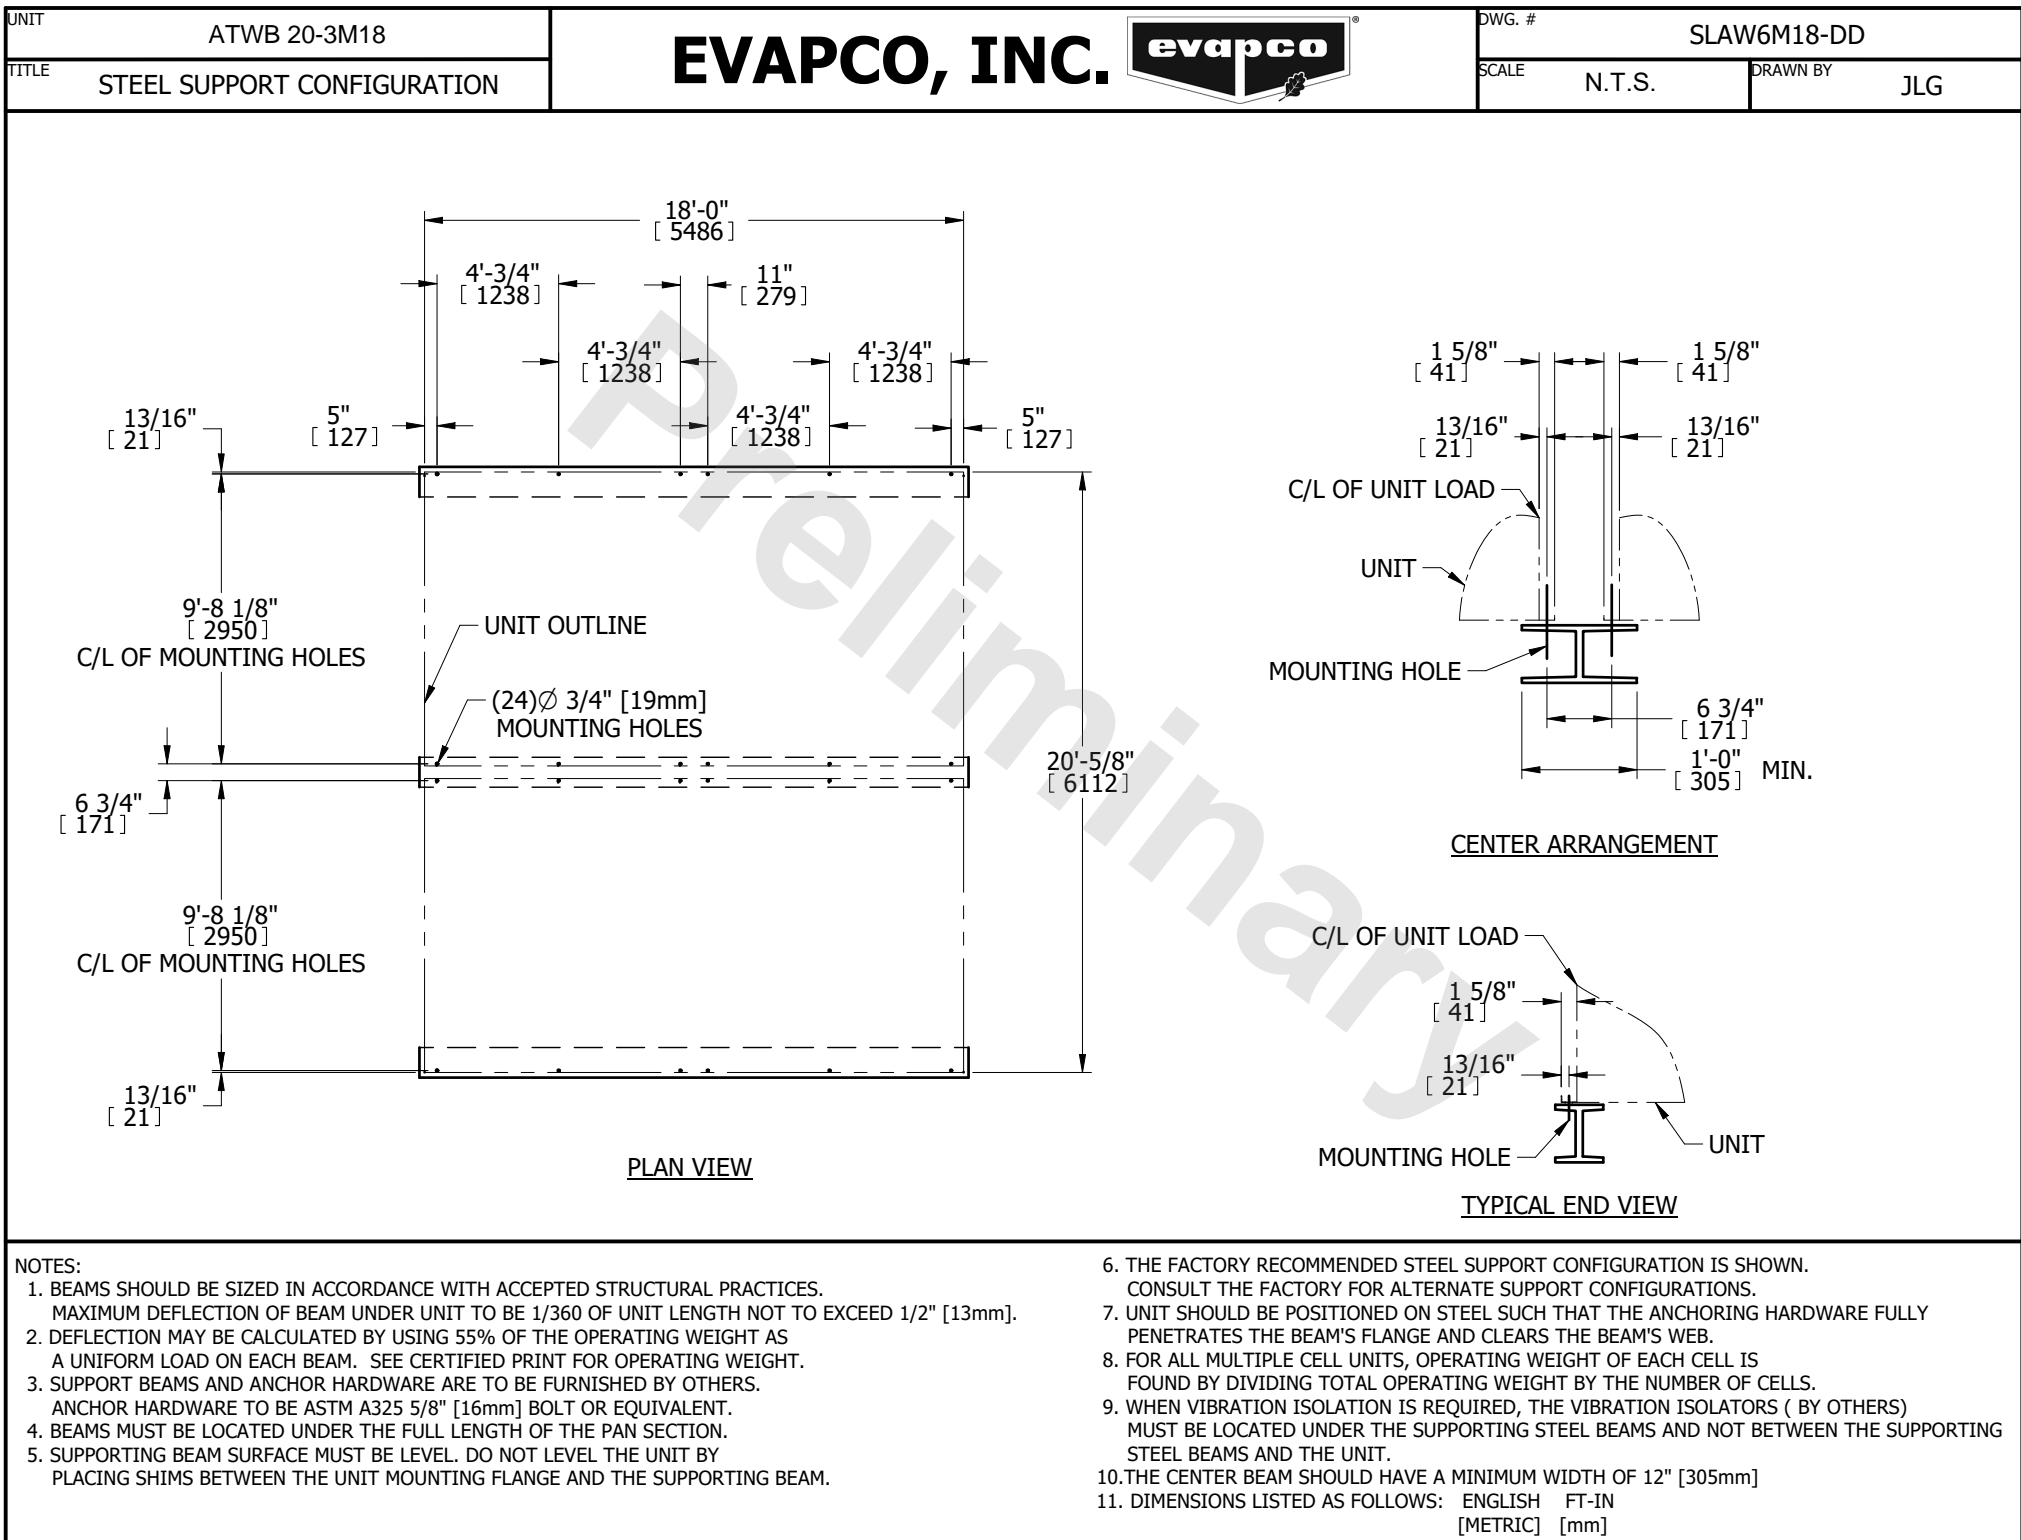 UNIT
ATWB 20-3M18
TITLE
STEEL SUPPORT CONFIGURATION
EVAPCO, INC.
evapco
®
DWG. #
SLAW6M18-DD
SCALE
N.T.S.
DRAWN BY
JLG
18'-0"
[ 5486 ]
4'-3/4"
[ 1238 ]
11"
[ 279 ]
4'-3/4"
[ 1238 ]
4'-3/4"
[ 1238 ]
13/16"
[ 21 ]
5"
[ 127 ]
4'-3/4"
[ 1238 ]
5"
[ 127 ]
9'-8 1/8"
[ 2950 ]
C/L OF MOUNTING HOLES
UNIT OUTLINE
(24)∅ 3/4" [19mm]
MOUNTING HOLES
6 3/4"
[ 171 ]
20'-5/8"
[ 6112 ]
9'-8 1/8"
[ 2950 ]
C/L OF MOUNTING HOLES
13/16"
[ 21 ]
PLAN VIEW
Preliminary
1 5/8"
[ 41 ]
1 5/8"
[ 41 ]
13/16"
[ 21 ]
13/16"
[ 21 ]
C/L OF UNIT LOAD
UNIT
MOUNTING HOLE
6 3/4"
[ 171 ]
1'-0"
[ 305 ] MIN.
CENTER ARRANGEMENT
C/L OF UNIT LOAD
1 5/8"
[ 41 ]
13/16"
[ 21 ]
MOUNTING HOLE
UNIT
TYPICAL END VIEW
NOTES:
1. BEAMS SHOULD BE SIZED IN ACCORDANCE WITH ACCEPTED STRUCTURAL PRACTICES.
MAXIMUM DEFLECTION OF BEAM UNDER UNIT TO BE 1/360 OF UNIT LENGTH NOT TO EXCEED 1/2" [13mm].
2. DEFLECTION MAY BE CALCULATED BY USING 55% OF THE OPERATING WEIGHT AS
A UNIFORM LOAD ON EACH BEAM. SEE CERTIFIED PRINT FOR OPERATING WEIGHT.
3. SUPPORT BEAMS AND ANCHOR HARDWARE ARE TO BE FURNISHED BY OTHERS.
ANCHOR HARDWARE TO BE ASTM A325 5/8" [16mm] BOLT OR EQUIVALENT.
4. BEAMS MUST BE LOCATED UNDER THE FULL LENGTH OF THE PAN SECTION.
5. SUPPORTING BEAM SURFACE MUST BE LEVEL. DO NOT LEVEL THE UNIT BY
PLACING SHIMS BETWEEN THE UNIT MOUNTING FLANGE AND THE SUPPORTING BEAM.
6. THE FACTORY RECOMMENDED STEEL SUPPORT CONFIGURATION IS SHOWN.
CONSULT THE FACTORY FOR ALTERNATE SUPPORT CONFIGURATIONS.
7. UNIT SHOULD BE POSITIONED ON STEEL SUCH THAT THE ANCHORING HARDWARE FULLY
PENETRATES THE BEAM'S FLANGE AND CLEARS THE BEAM'S WEB.
8. FOR ALL MULTIPLE CELL UNITS, OPERATING WEIGHT OF EACH CELL IS
FOUND BY DIVIDING TOTAL OPERATING WEIGHT BY THE NUMBER OF CELLS.
9. WHEN VIBRATION ISOLATION IS REQUIRED, THE VIBRATION ISOLATORS ( BY OTHERS)
MUST BE LOCATED UNDER THE SUPPORTING STEEL BEAMS AND NOT BETWEEN THE SUPPORTING
STEEL BEAMS AND THE UNIT.
10.THE CENTER BEAM SHOULD HAVE A MINIMUM WIDTH OF 12" [305mm]
11. DIMENSIONS LISTED AS FOLLOWS: ENGLISH FT-IN
[METRIC] [mm]